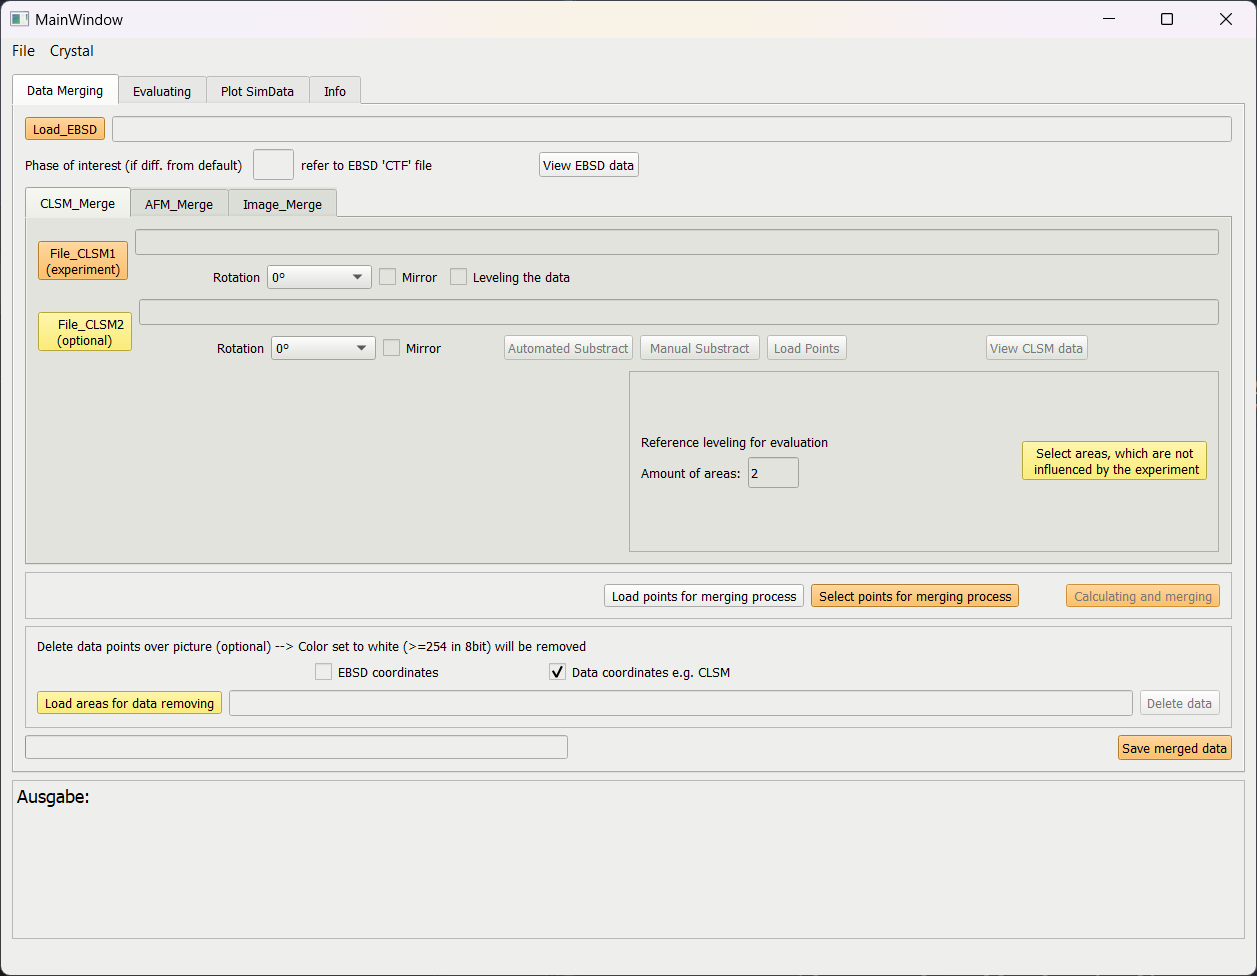 MainWindow
File Crystal
Data Merging Evaluating Plot SimData Info
Load_EBSD
Phase of interest (if diff. from default) refer to EBSD 'CTF' file View EBSD data
CLSM_Merge AFM_Merge Image_Merge
File_CLSM1
(experiment)
Rotation 0° Mirror Leveling the data
File_CLSM2
(optional)
Rotation 0° Mirror Automated Substract Manual Substract Load Points View CLSM data
Reference leveling for evaluation
Amount of areas: 2
Select areas, which are not
influenced by the experiment
Load points for merging process Select points for merging process Calculating and merging
Delete data points over picture (optional) --> Color set to white (>=254 in 8bit) will be removed
EBSD coordinates Data coordinates e.g. CLSM
Load areas for data removing Delete data
Save merged data
Ausgabe: